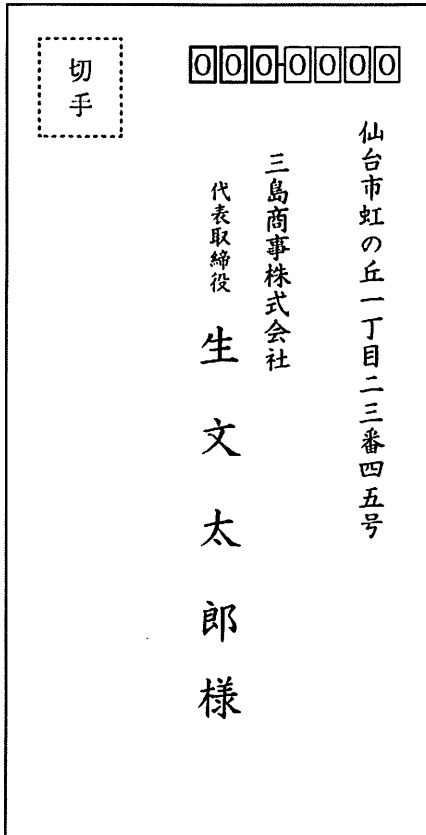 切手
000-0000
仙台市虹の丘一丁目二三番四五号
三島商事株式会社
代表取締役 生文太郎様